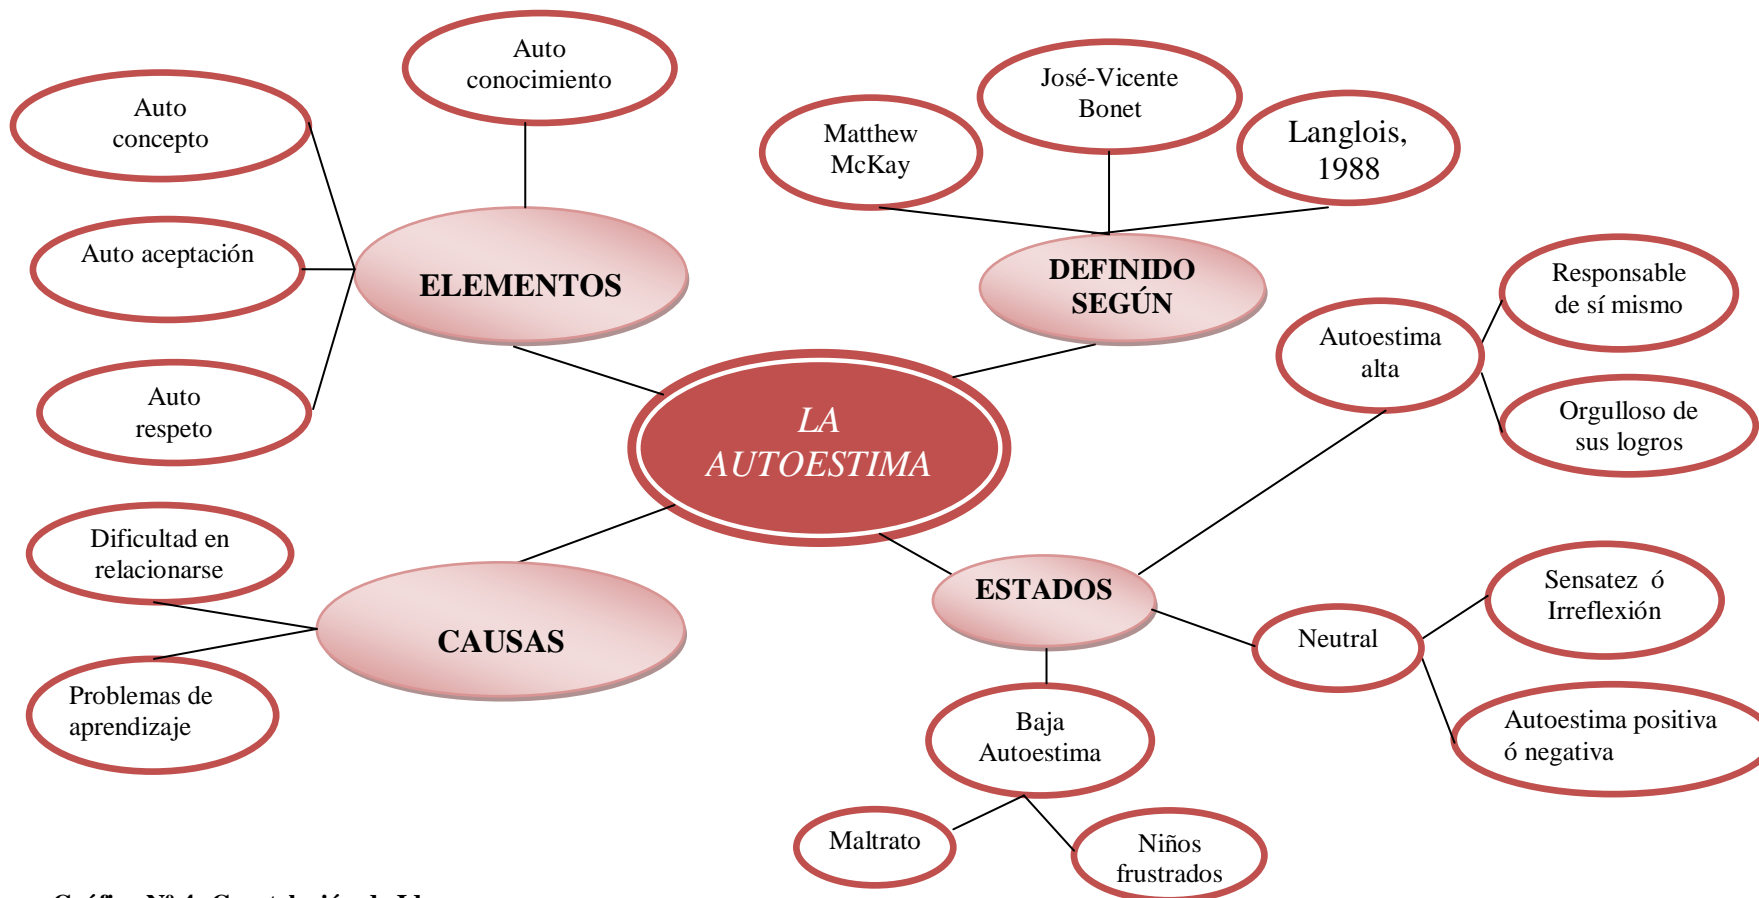 Auto
conocimiento
Auto
concepto
Auto aceptación
Auto
respeto
ELEMENTOS
José-Vicente
Bonet
Matthew
McKay
Langlois,
1988
DEFINIDO
SEGÚN
LA
AUTOESTIMA
Responsable
de sí mismo
Autoestima
alta
Orgulloso de
sus logros
Dificultad en
relacionarse
CAUSAS
Problemas de
aprendizaje
ESTADOS
Sensatez ó
Irreflexión
Neutral
Autoestima positiva
ó negativa
Baja
Autoestima
Maltrato
Niños
frustrados